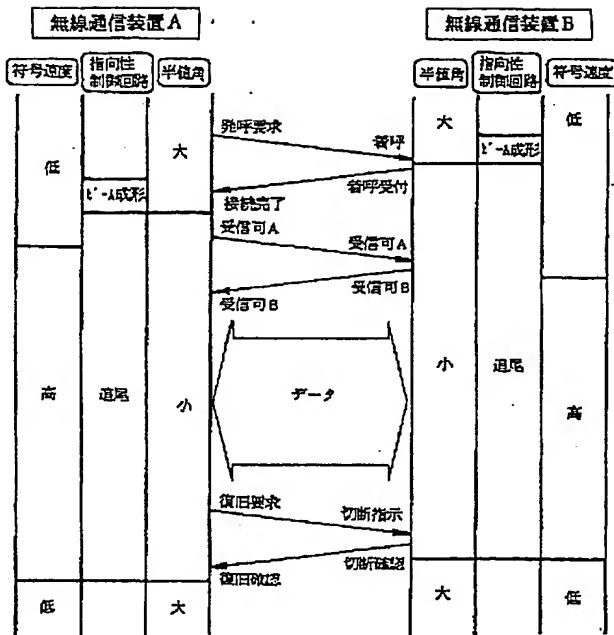 無線通信装置A
無線通信装置B
符号速度
指向性
制御回路
半値角
半値角
指向性
制御回路
符号速度
低
大
発呼要求
着呼
大
低
ビーム成形
ビーム成形
着呼受付
接続完了
受信可A
受信可A
受信可B
受信可B
高
追尾
小
データ
小
追尾
高
復旧要求
切断指示
切断確認
復旧確認
低
大
大
低